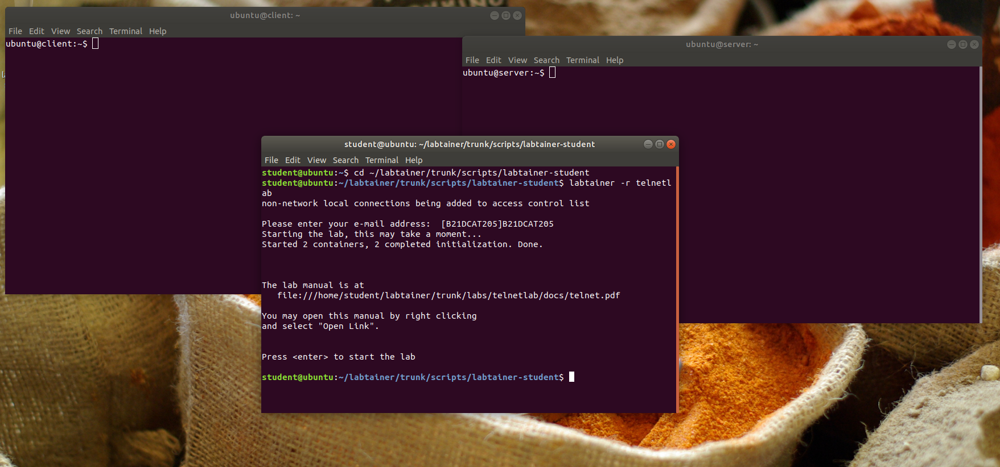 ubuntu@client: ~
File Edit View Search Terminal Help
ubuntu@client:~$
ubuntu@server: ~
File Edit View Search Terminal Help
ubuntu@server:~$
student@ubuntu: ~/labtainer/trunk/scripts/labtainer-student
File Edit View Search Terminal Help
student@ubuntu:~$ cd ~/labtainer/trunk/scripts/labtainer-student
student@ubuntu:~/labtainer/trunk/scripts/labtainer-student$ labtainer -r telnetl
ab
non-network local connections being added to access control list
Please enter your e-mail address:  [B21DCAT205]B21DCAT205
Starting the lab, this may take a moment...
Started 2 containers, 2 completed initialization. Done.
The lab manual is at
file:///home/student/labtainer/trunk/labs/telnetlab/docs/telnet.pdf
You may open this manual by right clicking
and select "Open Link".
Press <enter> to start the lab
student@ubuntu:~/labtainer/trunk/scripts/labtainer-student$